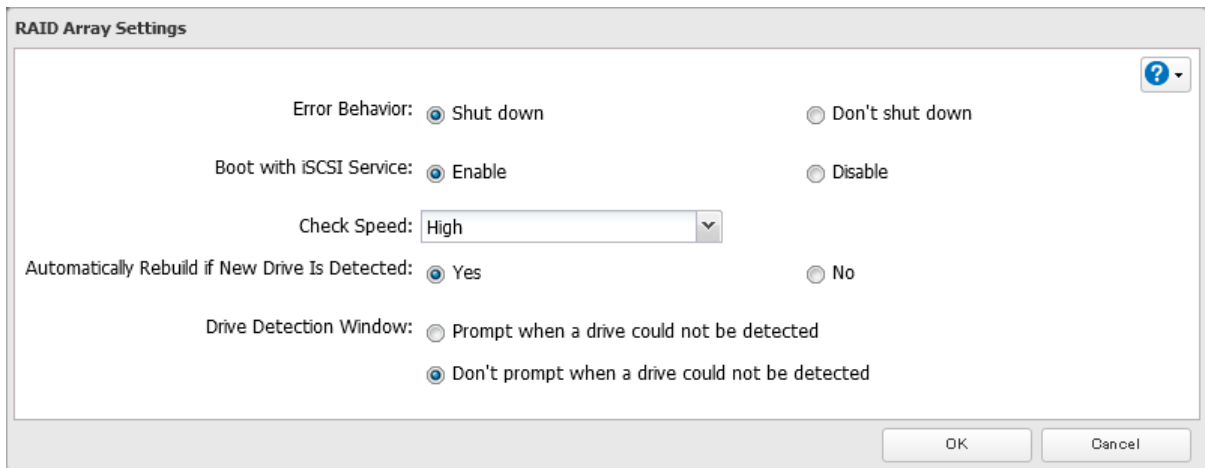 RAID Array Settings
?
Error Behavior: Shut down Don't shut down
Boot with iSCSI Service: Enable Disable
Check Speed: High
Automatically Rebuild if New Drive Is Detected: Yes No
Drive Detection Window: Prompt when a drive could not be detected
Don't prompt when a drive could not be detected
OK Cancel